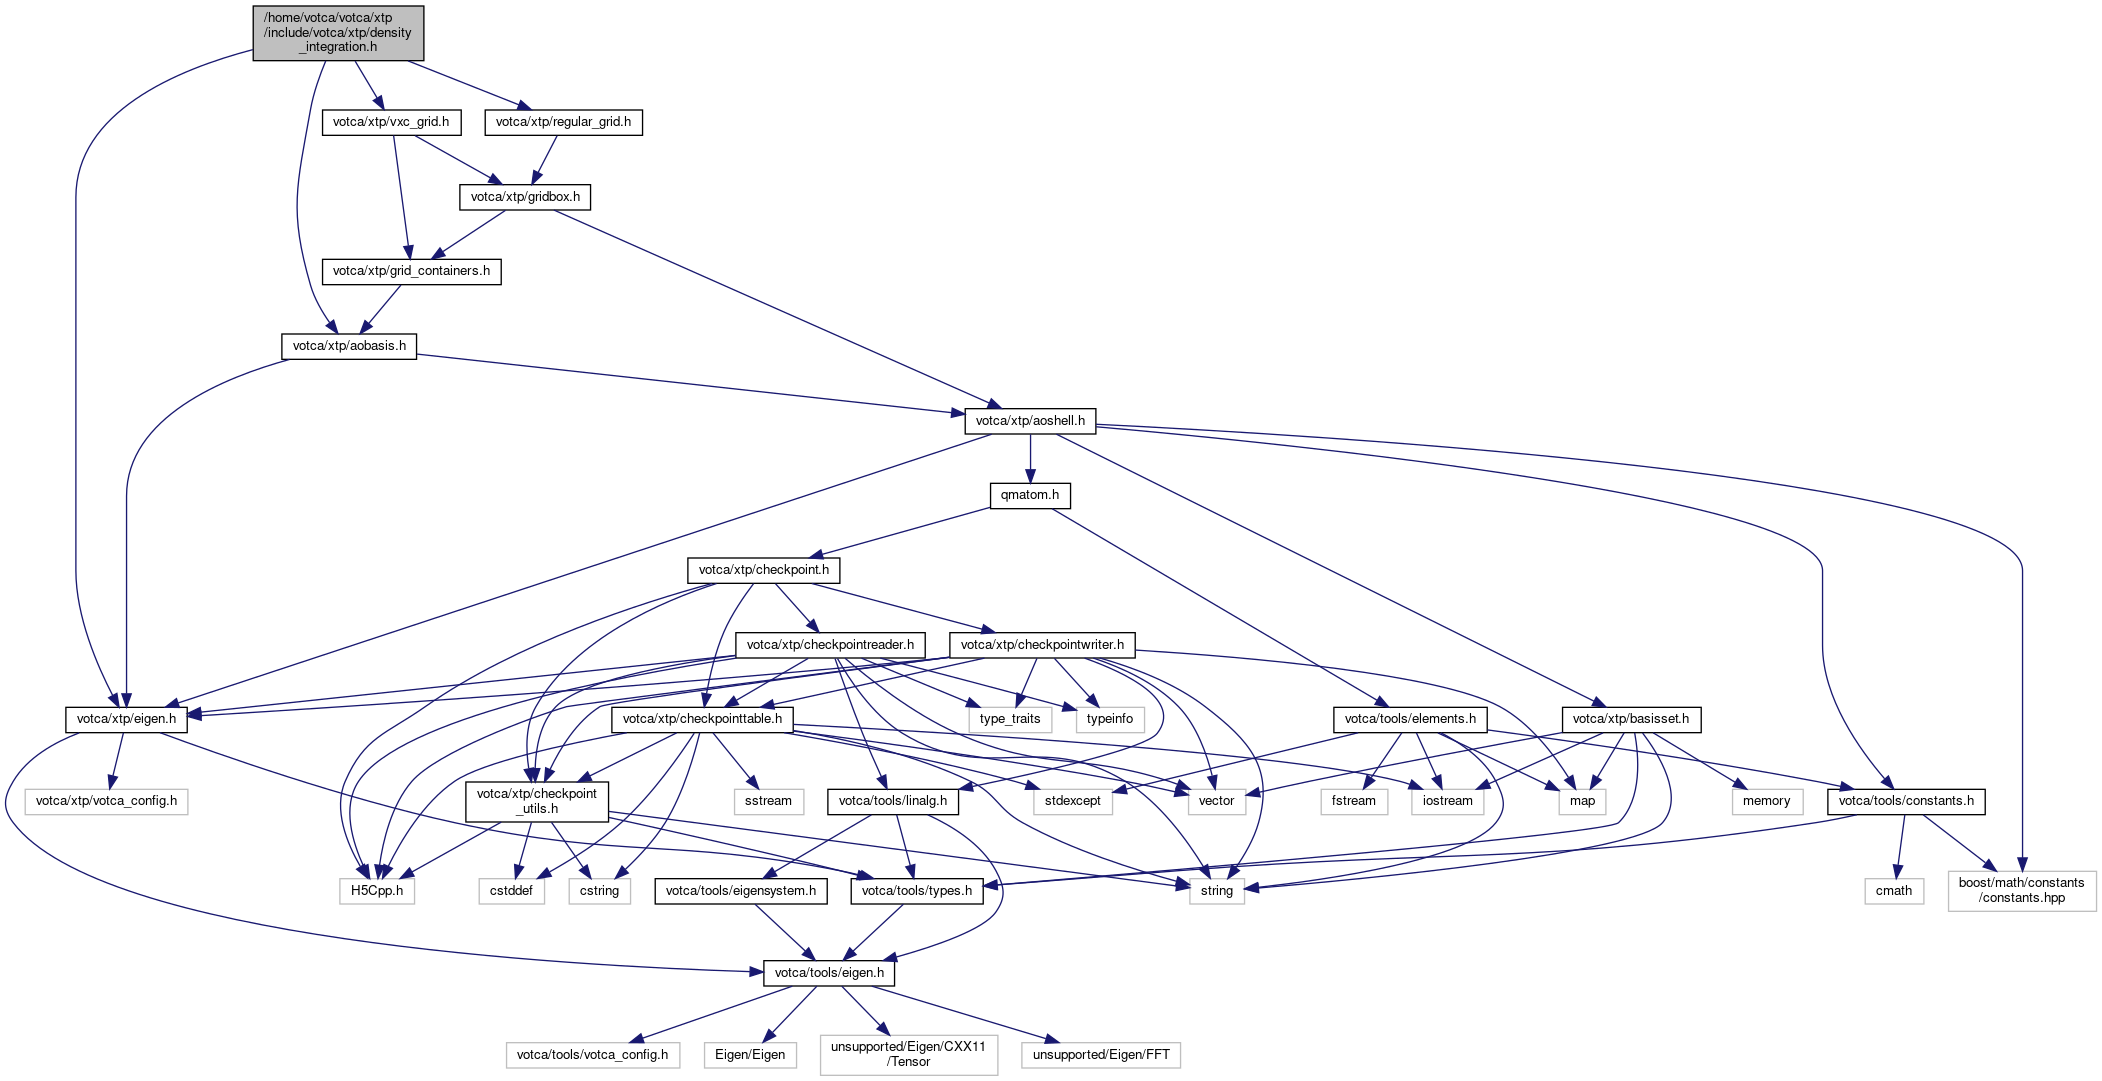 /home/votca/votca/xtp
/include/votca/xtp/density
_integration.h
votca/xtp/vxc_grid.h
votca/xtp/regular_grid.h
votca/xtp/gridbox.h
votca/xtp/grid_containers.h
votca/xtp/aobasis.h
votca/xtp/aoshell.h
qmatom.h
votca/xtp/checkpoint.h
votca/xtp/checkpointreader.h
votca/xtp/checkpointwriter.h
votca/xtp/eigen.h
votca/xtp/checkpointtable.h
type_traits
typeinfo
votca/tools/elements.h
votca/xtp/basisset.h
votca/xtp/votca_config.h
votca/xtp/checkpoint
_utils.h
sstream
votca/tools/linalg.h
stdexcept
vector
fstream
iostream
map
memory
votca/tools/constants.h
H5Cpp.h
cstddef
cstring
votca/tools/eigensystem.h
votca/tools/types.h
string
cmath
boost/math/constants
/constants.hpp
votca/tools/eigen.h
votca/tools/votca_config.h
Eigen/Eigen
unsupported/Eigen/CXX11
/Tensor
unsupported/Eigen/FFT